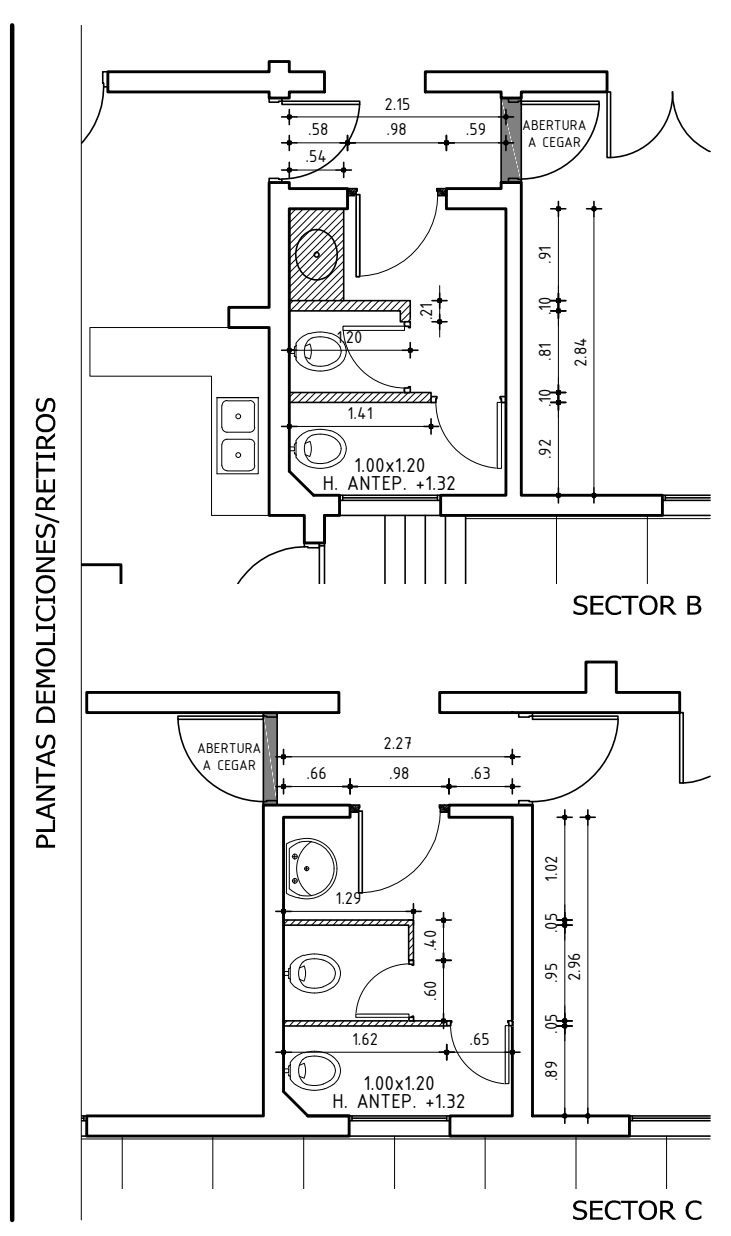 PLANTAS DEMOLICIONES/RETIROS
2.15
.58 .98 .59
.54
ABERTURA
A CEGAR
.91
.21
.10
1.20
.81
2.84
.10
1.41
.92
1.00x1.20
H. ANTEP. +1.32
SECTOR B
ABERTURA
A CEGAR
2.27
.66 .98 .63
1.02
1.29
.05
.40
.95
2.96
.60
.05
1.62 .65
.89
1.00x1.20
H. ANTEP. +1.32
SECTOR C